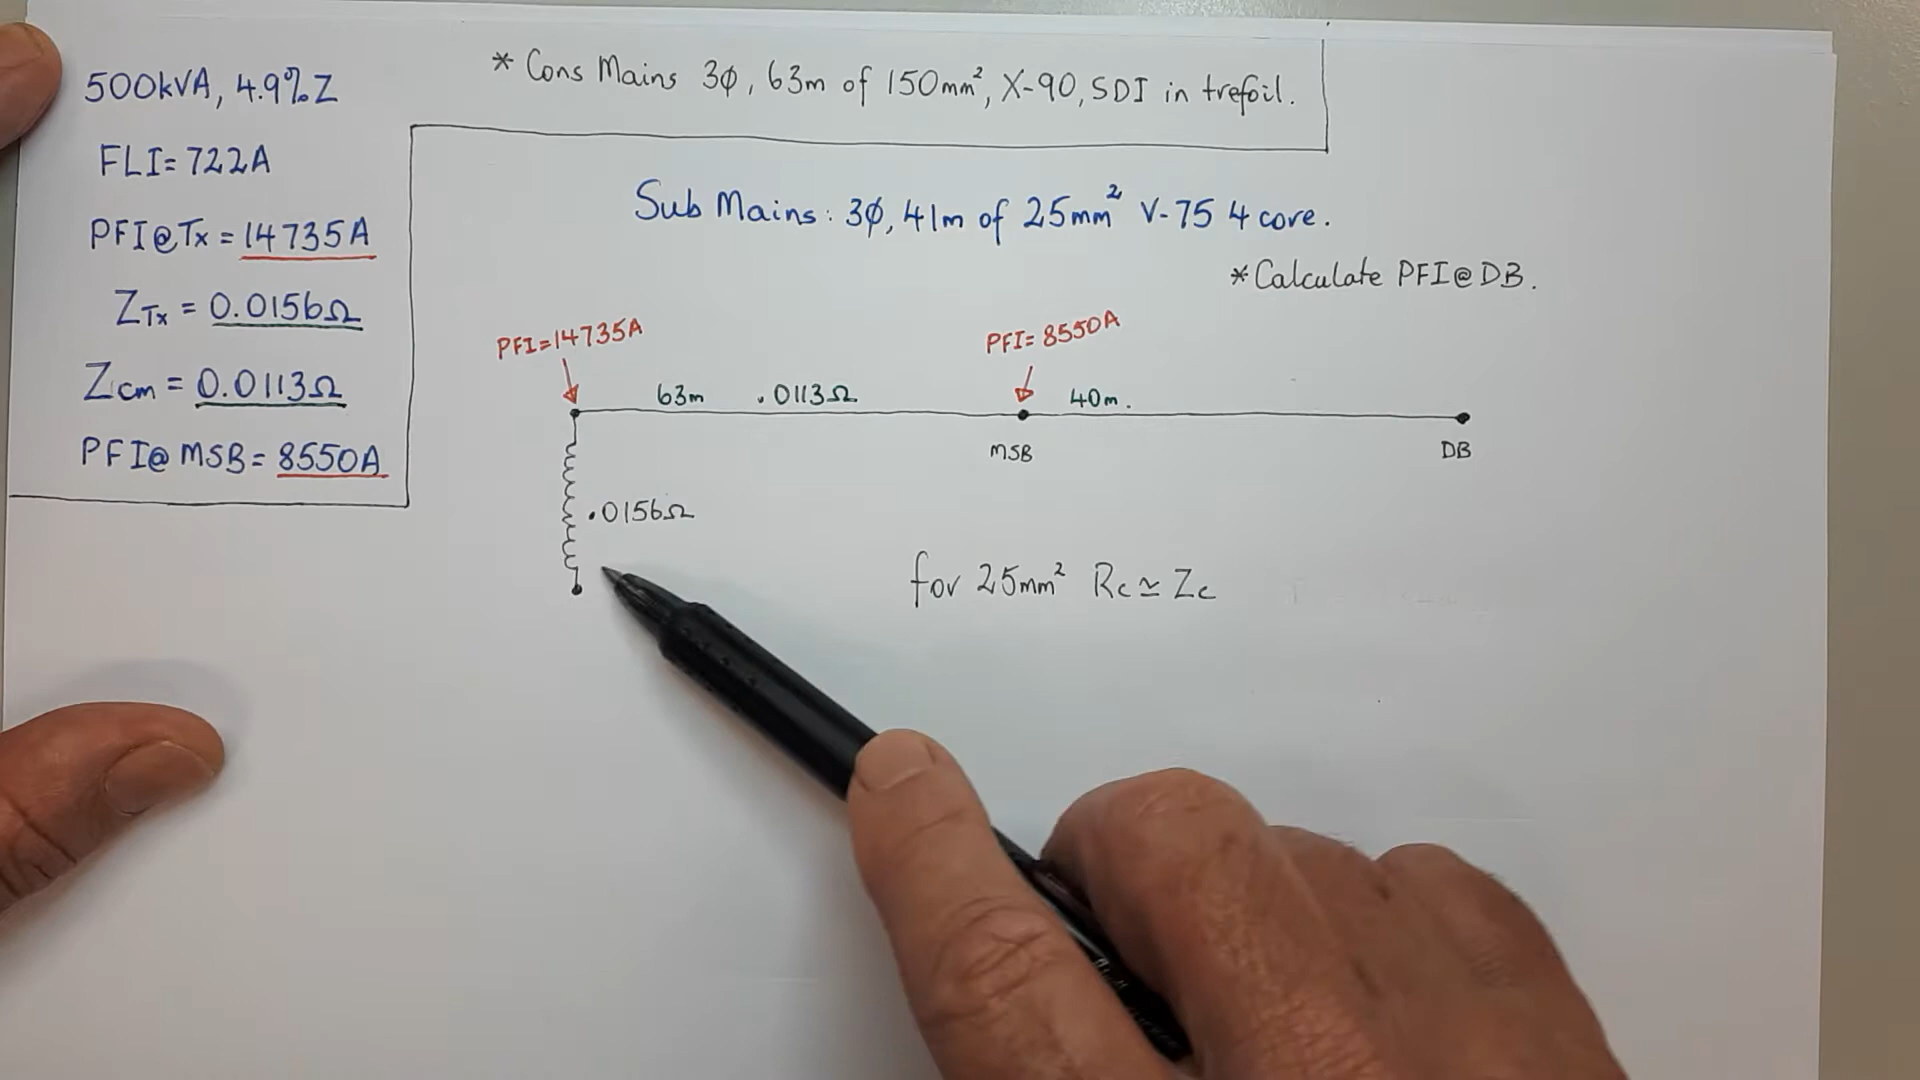 500kVA, 4.9%Z
FLI= 722A
PFI@Tx = 14735A
ZTx = 0.0156Ω
Zcm = 0.0113Ω
PFI@ MSB= 8550A
* Cons Mains 3Ø, 63m of 150mm², X-90, SDI in trefoil.
Sub Mains: 3Ø, 41m of 25mm² V-75 4 core.
*Calculate PFI@DB.
PFI=14735A
PFI= 8550A
63m .0113Ω
40m.
MSB
DB
.0156Ω
for 25mm² Rc≃Zc